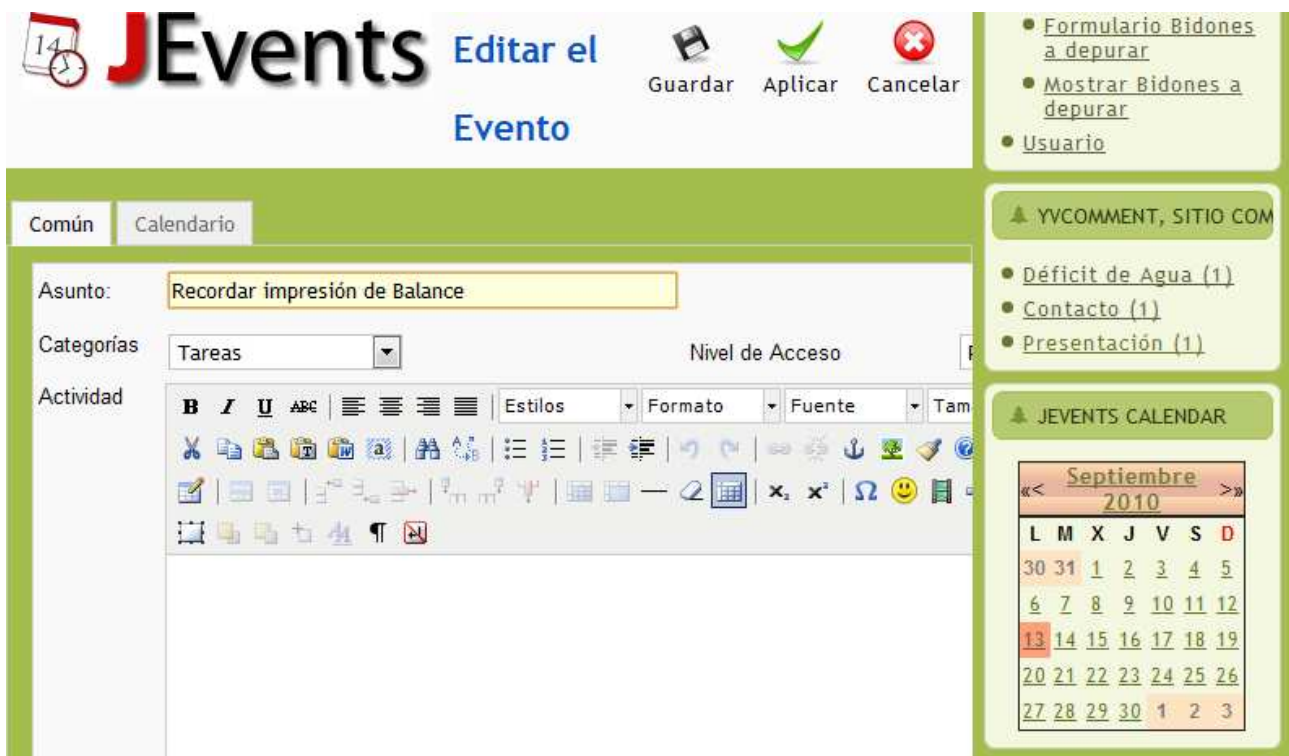 14
JEvents
Editar el
Evento
Guardar Aplicar Cancelar
Formulario Bidones
a depurar
Mostrar Bidones a
depurar
Usuario
Común Calendario
Asunto: Recordar impresión de Balance
Categorías Tareas Nivel de Acceso
Actividad
B I U ABC Estilos Formato Fuente Tam
YVCOMMENT, SITIO COM
Déficit de Agua (1)
Contacto (1)
Presentación (1)
JEVENTS CALENDAR
«< Septiembre >»
2010
L M X J V S D
30 31 1 2 3 4 5
6 7 8 9 10 11 12
13 14 15 16 17 18 19
20 21 22 23 24 25 26
27 28 29 30 1 2 3